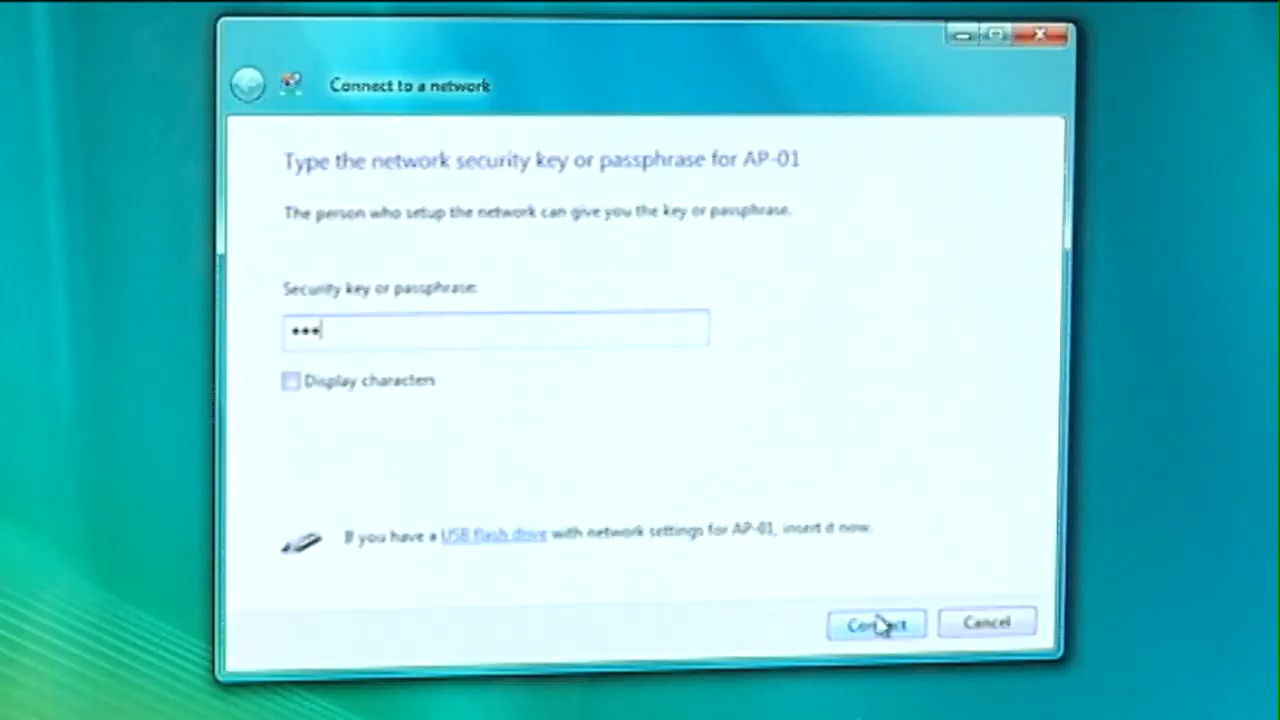 Connect to a network
Type the network security key or passphrase for AP-01
The person who setup the network can give you the key or passphrase.
Security key or passphrase:
•••
Display characters
If you have a USB flash drive with network settings for AP-01, insert it now.
Connect
Cancel